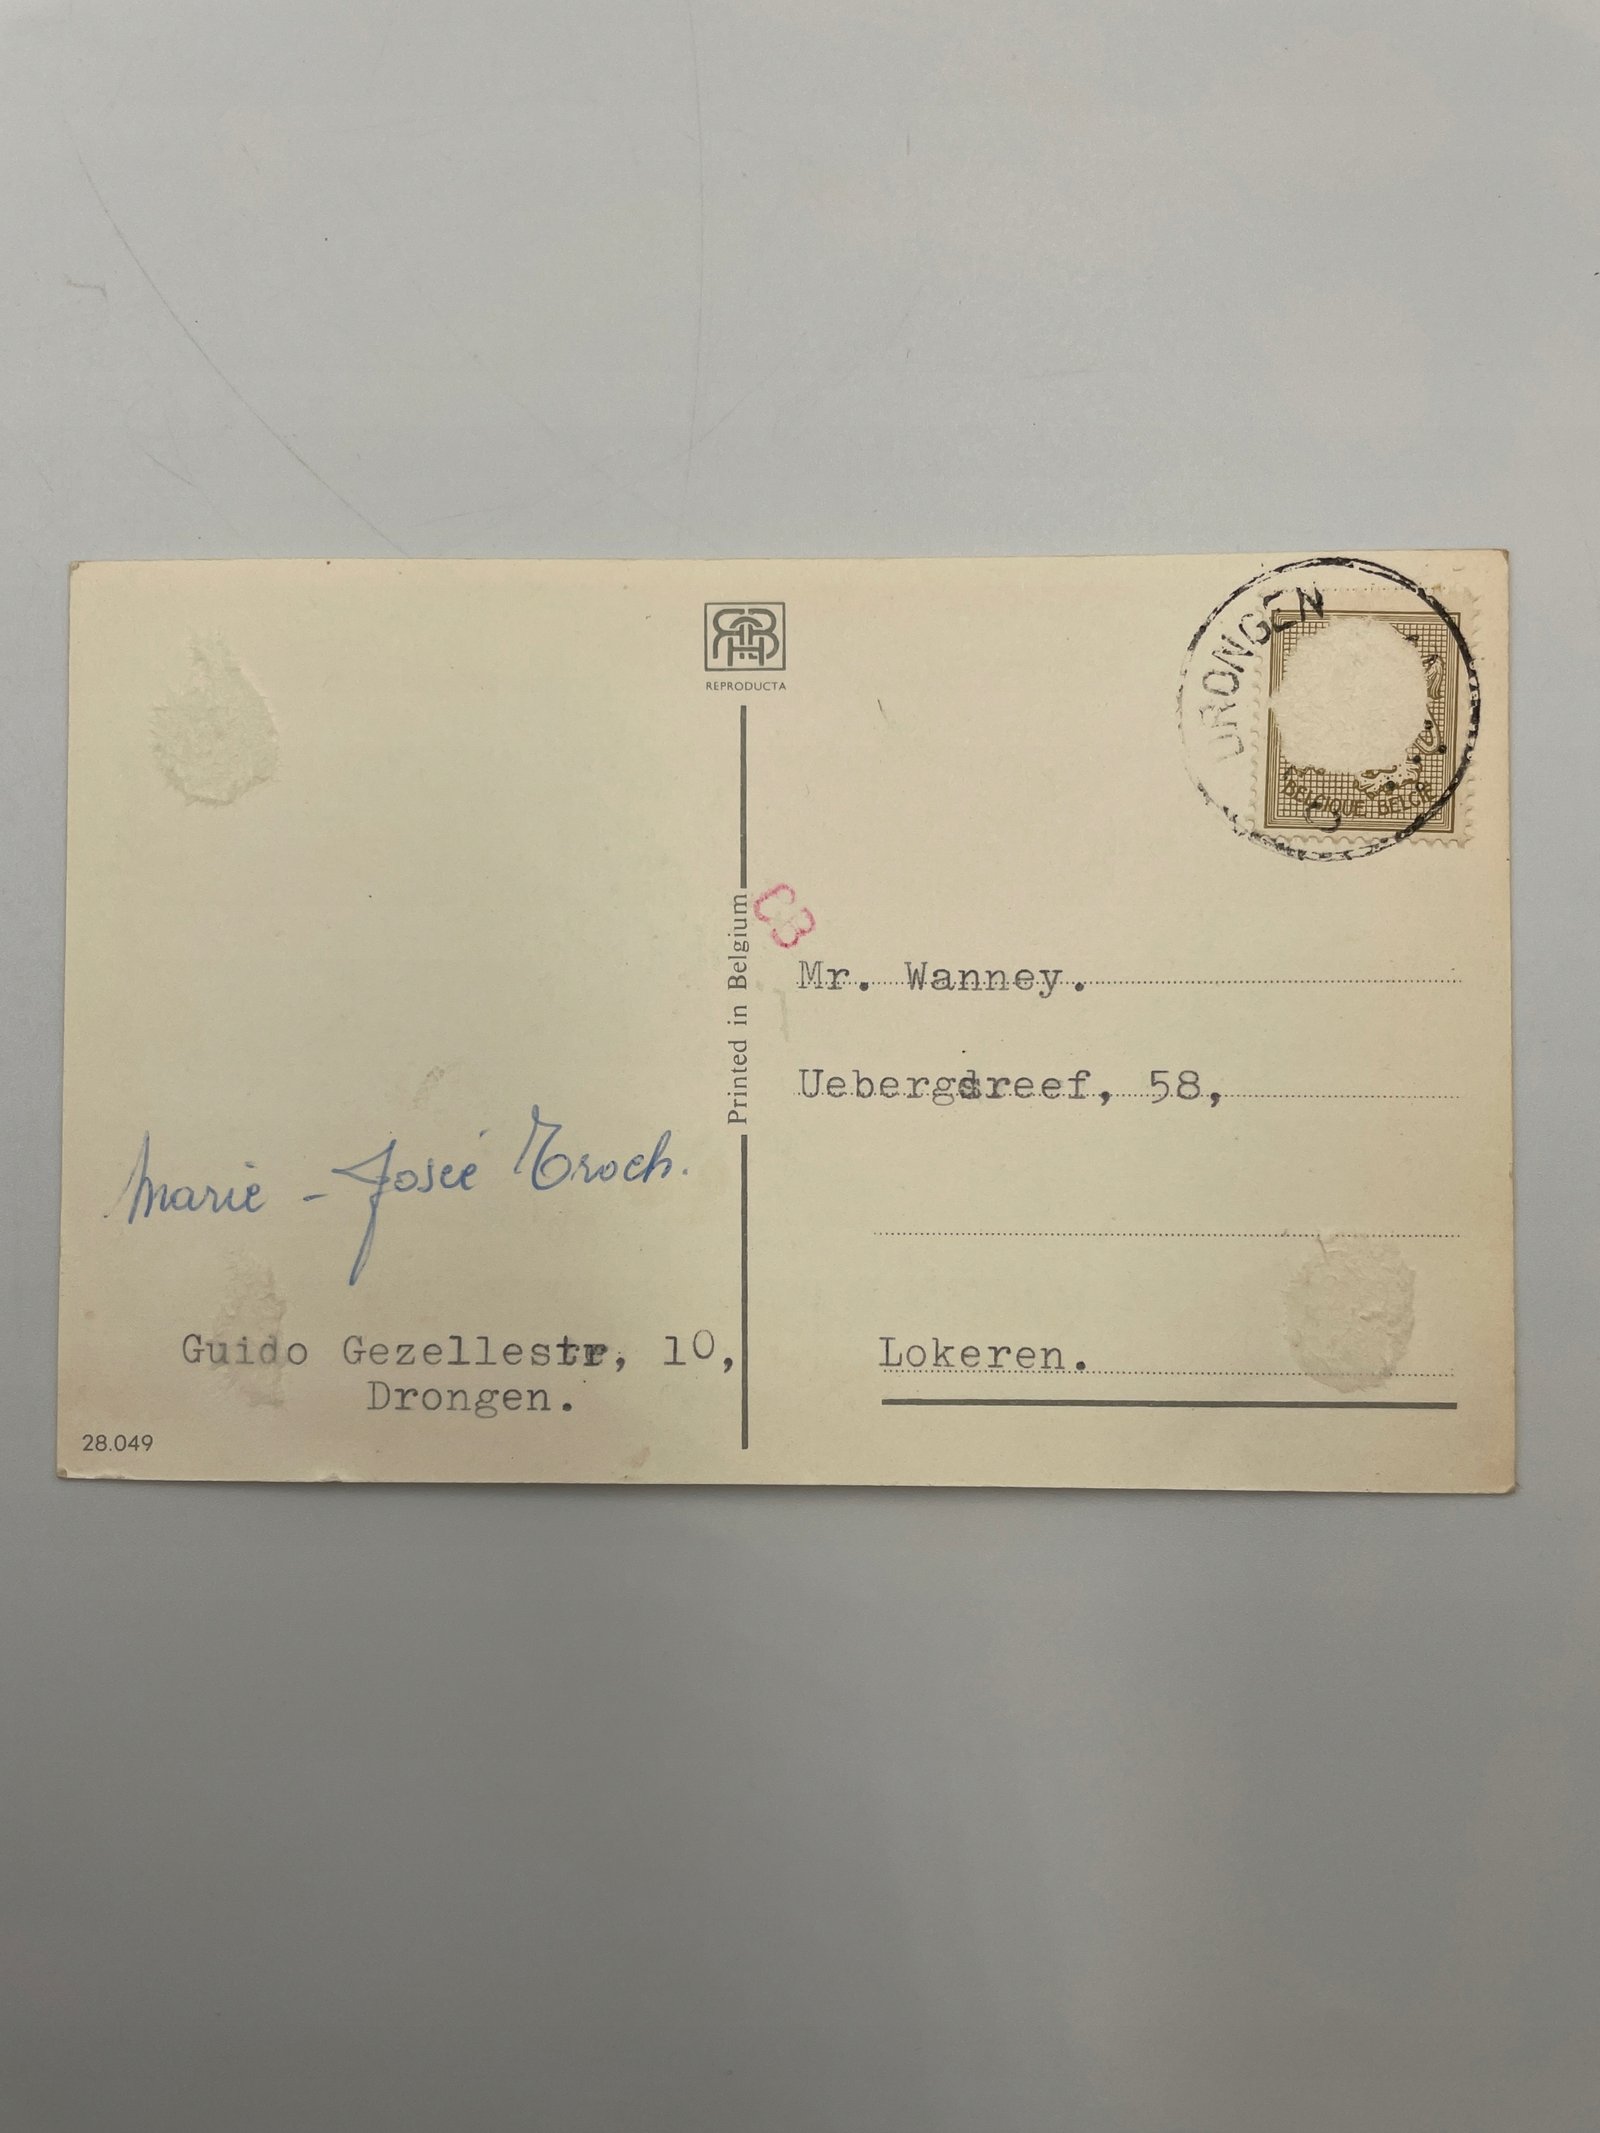 REPRODUCTA
DRONGEN
BELGIQUE BELGIE
Printed in Belgium
Mr. Wanney.
Uebergdreef, 58,
Lokeren.
Marie - Josée Troch.
Guido Gezellestr, 10,
Drongen.
28.049